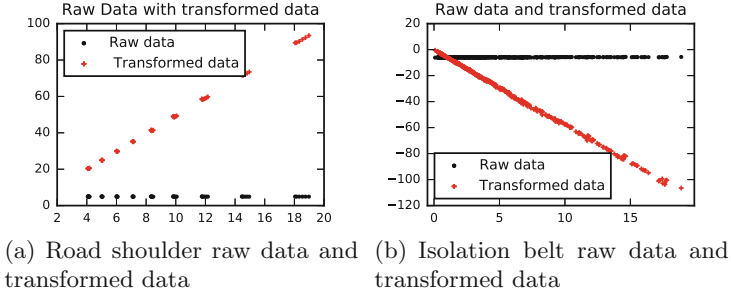 Raw Data with transformed data
100
80
60
40
20
0
2 4 6 8 10 12 14 16 18 20
Raw data
Transformed data
(a) Road shoulder raw data and
transformed data
Raw data and transformed data
20
0
−20
−40
−60
−80
−100
−120
0 5 10 15
Raw data
Transformed data
(b) Isolation belt raw data and
transformed data